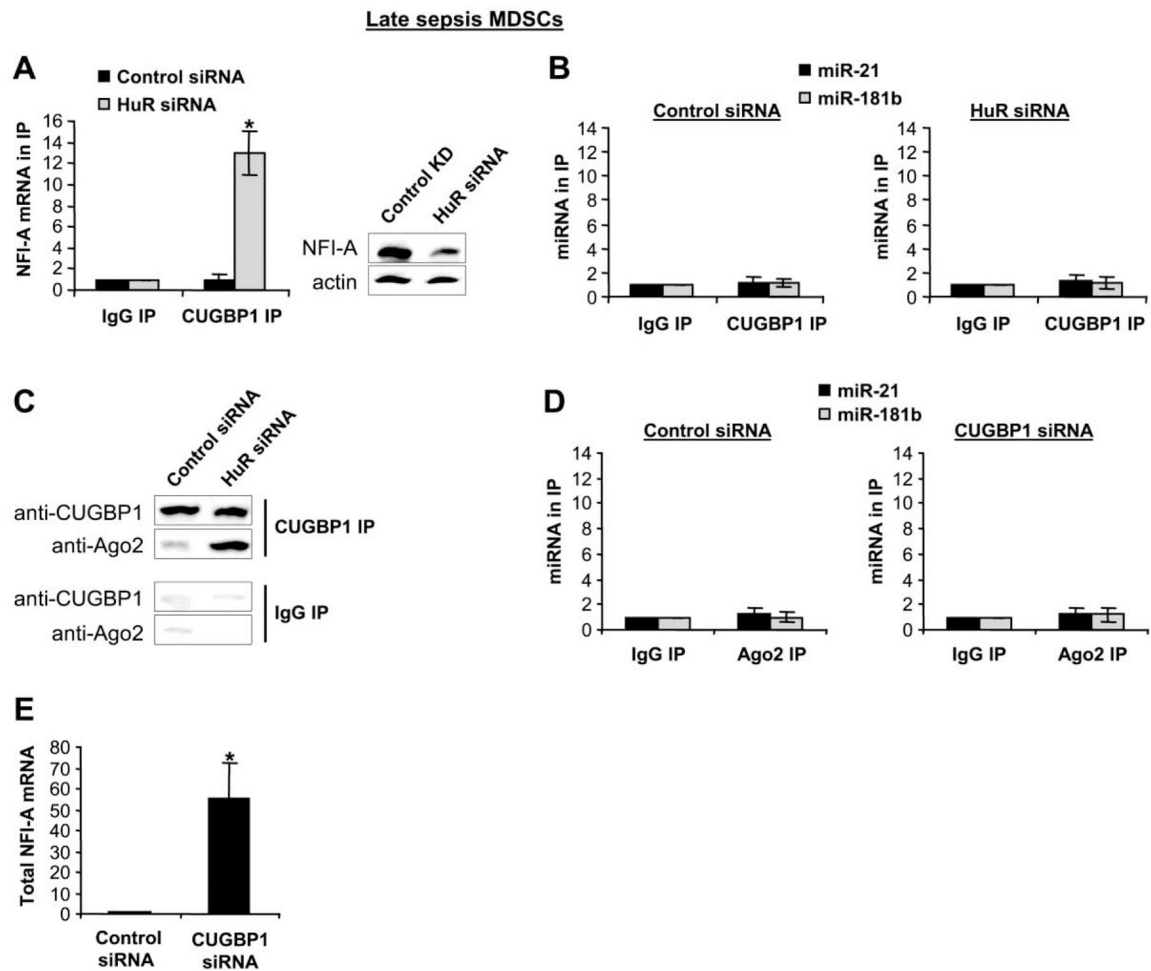 Late sepsis MDSCs
A
Control siRNA
HuR siRNA
NFI-A mRNA in IP
16
14
12
10
8
6
4
2
0
*
IgG IP
CUGBP1 IP
Control KD
HuR siRNA
NFI-A
actin
B
miR-21
miR-181b
Control siRNA
miRNA in IP
14
12
10
8
6
4
2
0
IgG IP
CUGBP1 IP
HuR siRNA
miRNA in IP
14
12
10
8
6
4
2
0
IgG IP
CUGBP1 IP
C
Control siRNA
HuR siRNA
anti-CUGBP1
anti-Ago2
CUGBP1 IP
anti-CUGBP1
anti-Ago2
IgG IP
D
miR-21
miR-181b
Control siRNA
miRNA in IP
14
12
10
8
6
4
2
0
IgG IP
Ago2 IP
CUGBP1 siRNA
miRNA in IP
14
12
10
8
6
4
2
0
IgG IP
Ago2 IP
E
Total NFI-A mRNA
80
70
60
50
40
30
20
10
0
*
Control
siRNA
CUGBP1
siRNA